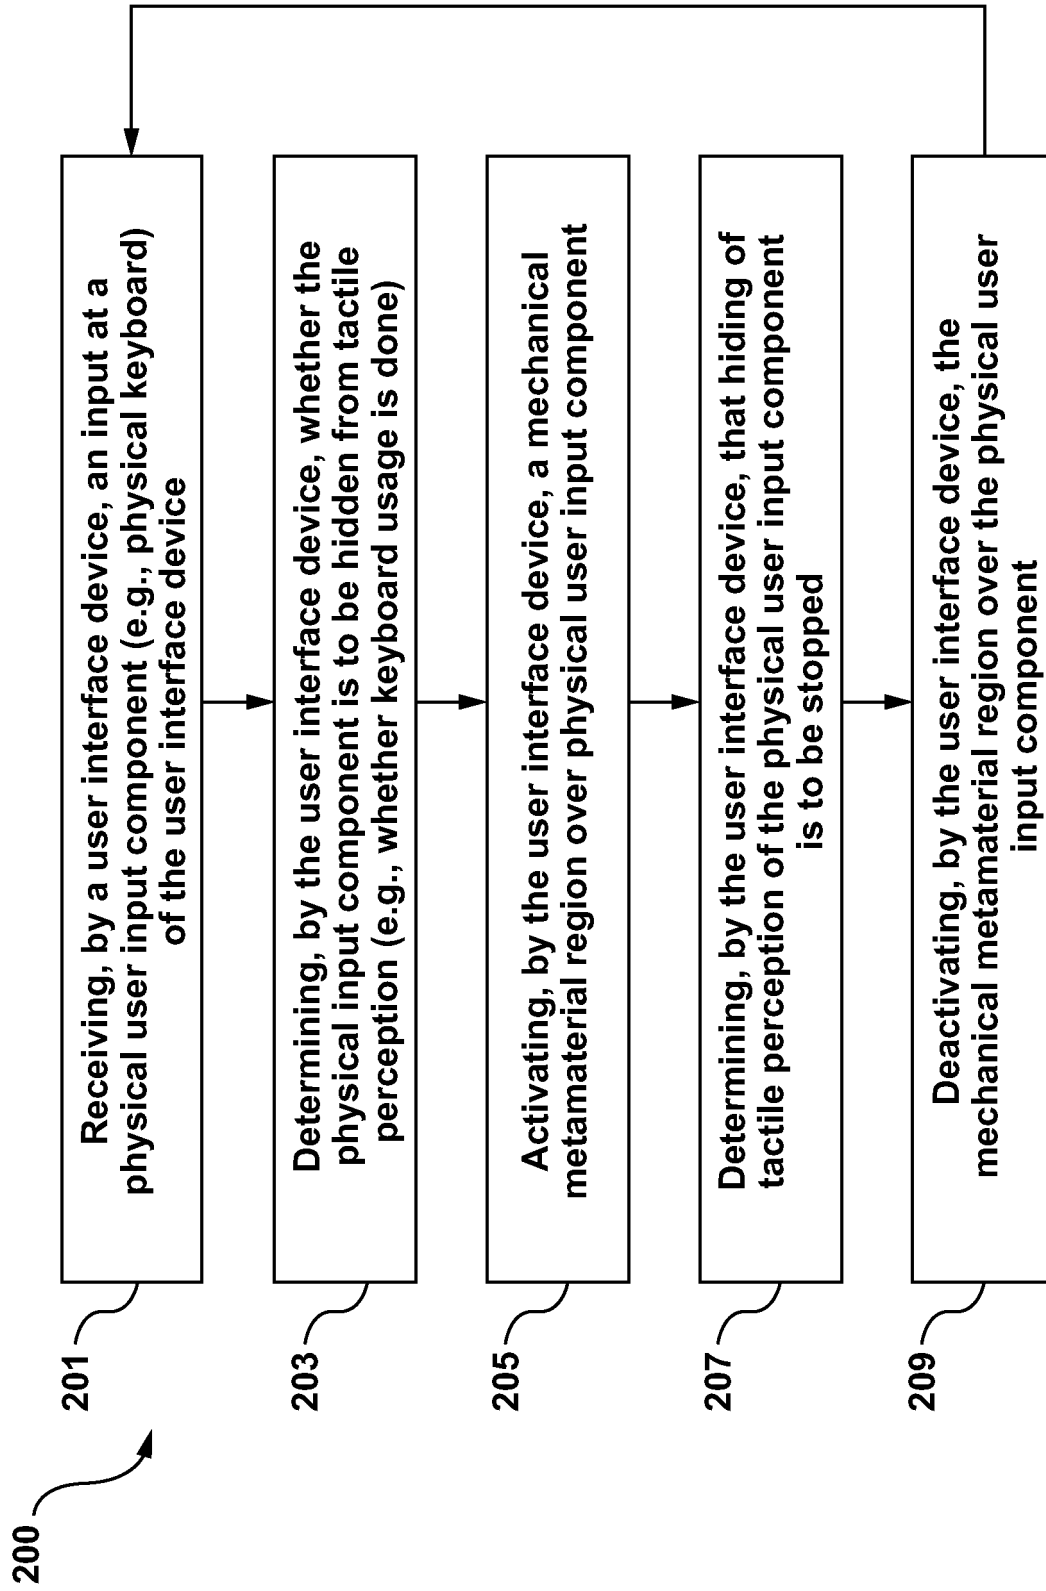 200
201
Receiving, by a user interface device, an input at a
physical user input component (e.g., physical keyboard)
of the user interface device
203
Determining, by the user interface device, whether the
physical input component is to be hidden from tactile
perception (e.g., whether keyboard usage is done)
205
Activating, by the user interface device, a mechanical
metamaterial region over physical user input component
207
Determining, by the user interface device, that hiding of
tactile perception of the physical user input component
is to be stopped
209
Deactivating, by the user interface device, the
mechanical metamaterial region over the physical user
input component